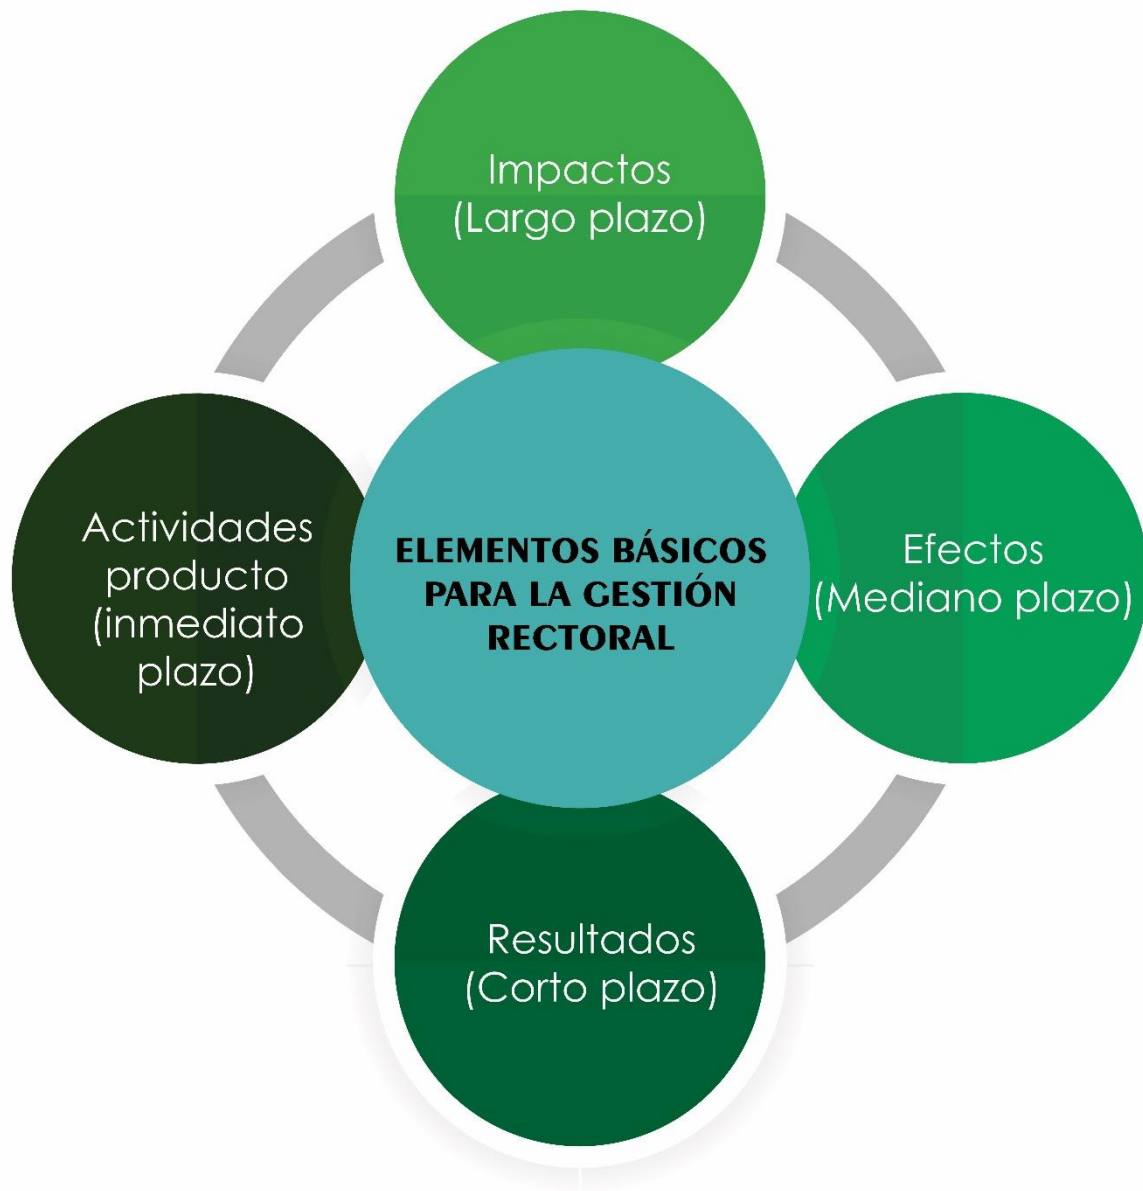 Impactos
(Largo plazo)
Actividades
producto
(inmediato
plazo)
ELEMENTOS BÁSICOS
PARA LA GESTIÓN
RECTORAL
Efectos
(Mediano plazo)
Resultados
(Corto plazo)